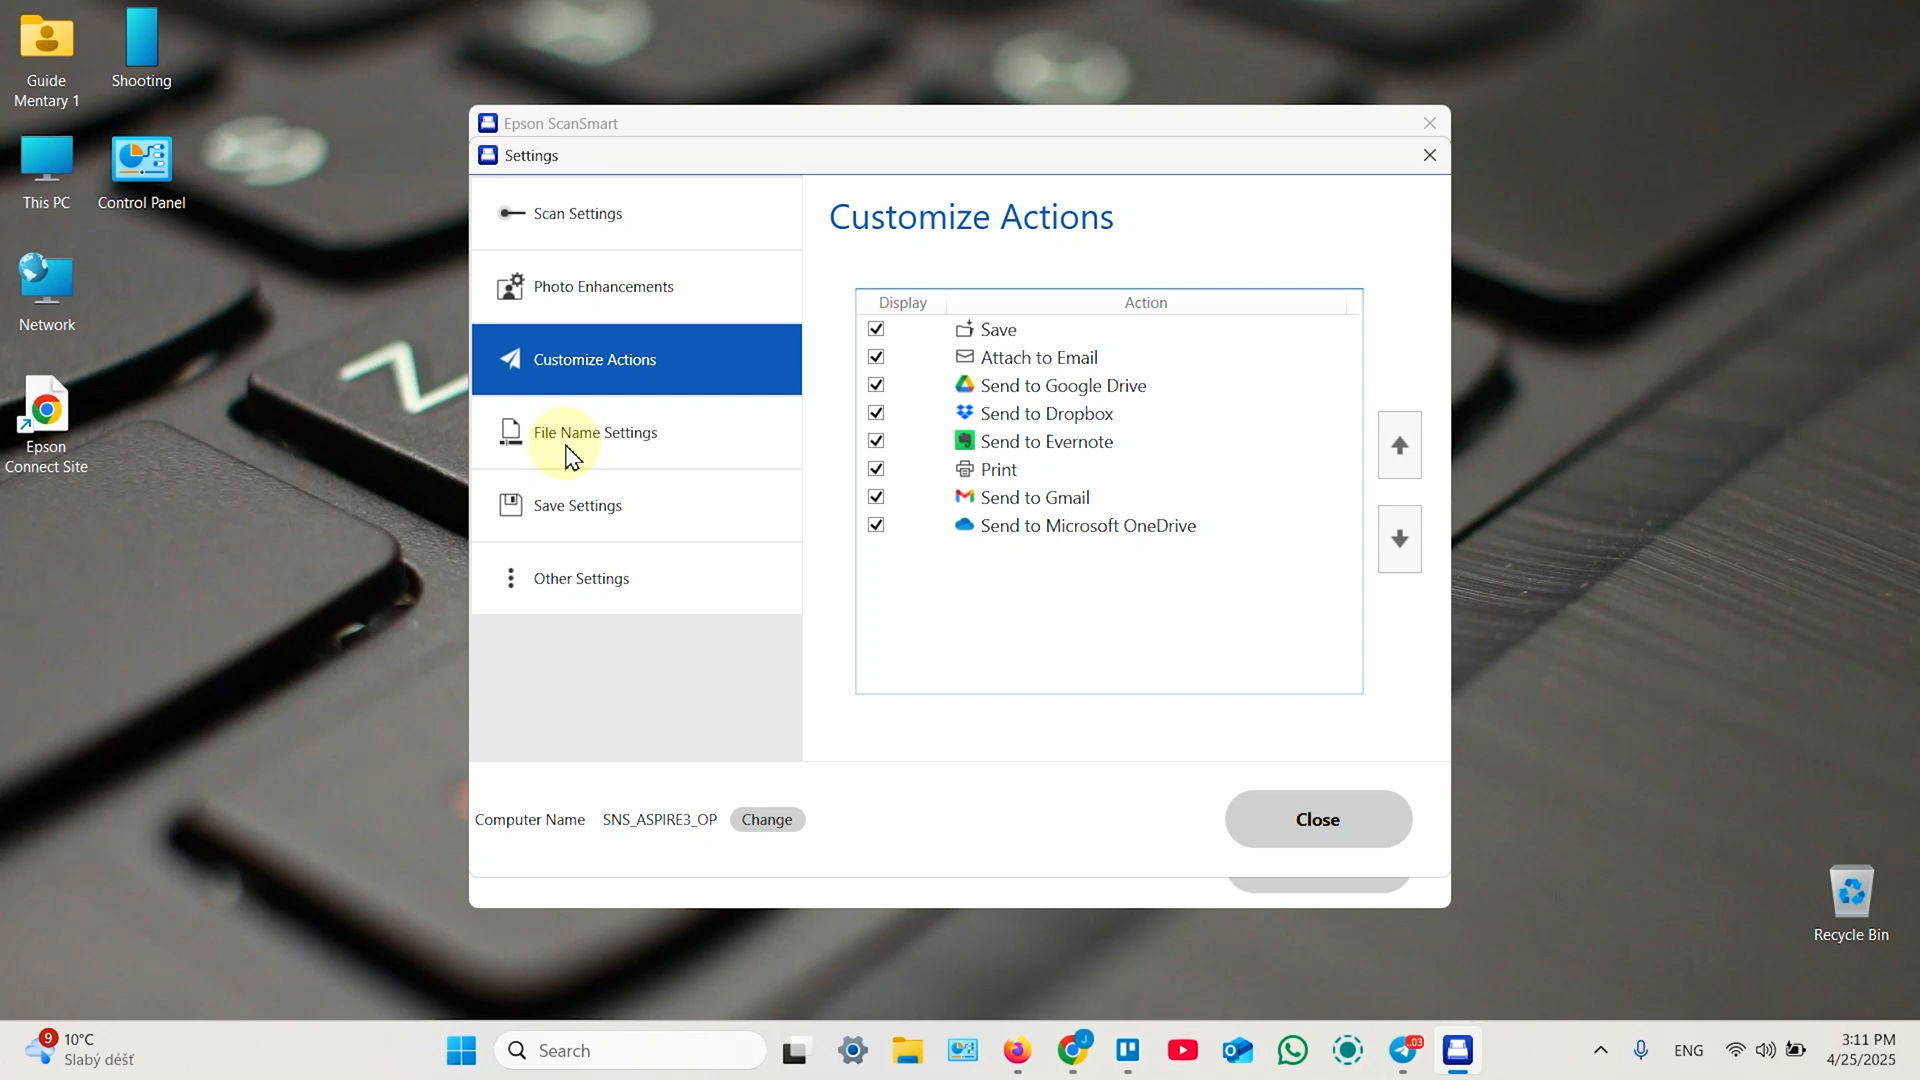 Guide
Mentary 1
Shooting
This PC
Control Panel
Network
Epson
Connect Site
Epson ScanSmart
Settings
Scan Settings
Photo Enhancements
Customize Actions
File Name Settings
Save Settings
Other Settings
Customize Actions
Display Action
Save
Attach to Email
Send to Google Drive
Send to Dropbox
Send to Evernote
Print
Send to Gmail
Send to Microsoft OneDrive
Computer Name SNS_ASPIRE3_OP Change
Close
Recycle Bin
9
10°C
Slabý déšť
Search
J
.03
ENG
3:11 PM
4/25/2025